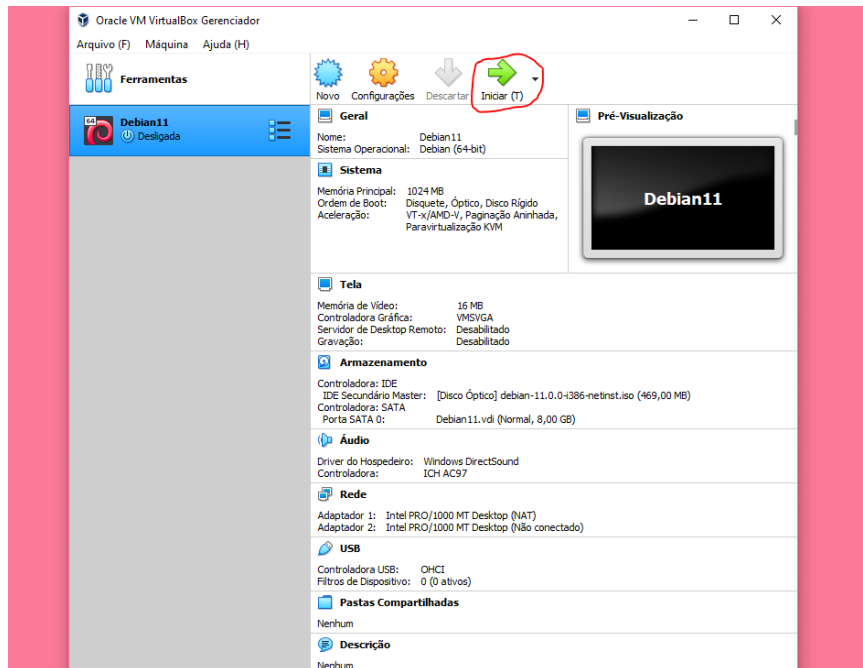 Oracle VM VirtualBox Gerenciador
Arquivo (F) Máquina Ajuda (H)
Ferramentas
Novo Configurações Descartar Iniciar (T)
64
Debian11
Desligada
Geral
Nome: Debian11
Sistema Operacional: Debian (64-bit)
Pré-Visualização
Debian11
Sistema
Memória Principal: 1024 MB
Ordem de Boot: Disquete, Óptico, Disco Rígido
Aceleração: VT-x/AMD-V, Paginação Aninhada,
Paravirtualização KVM
Tela
Memória de Vídeo: 16 MB
Controladora Gráfica: VMSVGA
Servidor de Desktop Remoto: Desabilitado
Gravação: Desabilitado
Armazenamento
Controladora: IDE
IDE Secundário Master: [Disco Óptico] debian-11.0.0-i386-netinst.iso (469,00 MB)
Controladora: SATA
Porta SATA 0: Debian11.vdi (Normal, 8,00 GB)
Áudio
Driver do Hospedeiro: Windows DirectSound
Controladora: ICH AC97
Rede
Adaptador 1: Intel PRO/1000 MT Desktop (NAT)
Adaptador 2: Intel PRO/1000 MT Desktop (Não conectado)
USB
Controladora USB: OHCI
Filtros de Dispositivo: 0 (0 ativos)
Pastas Compartilhadas
Nenhum
Descrição
Nenhum